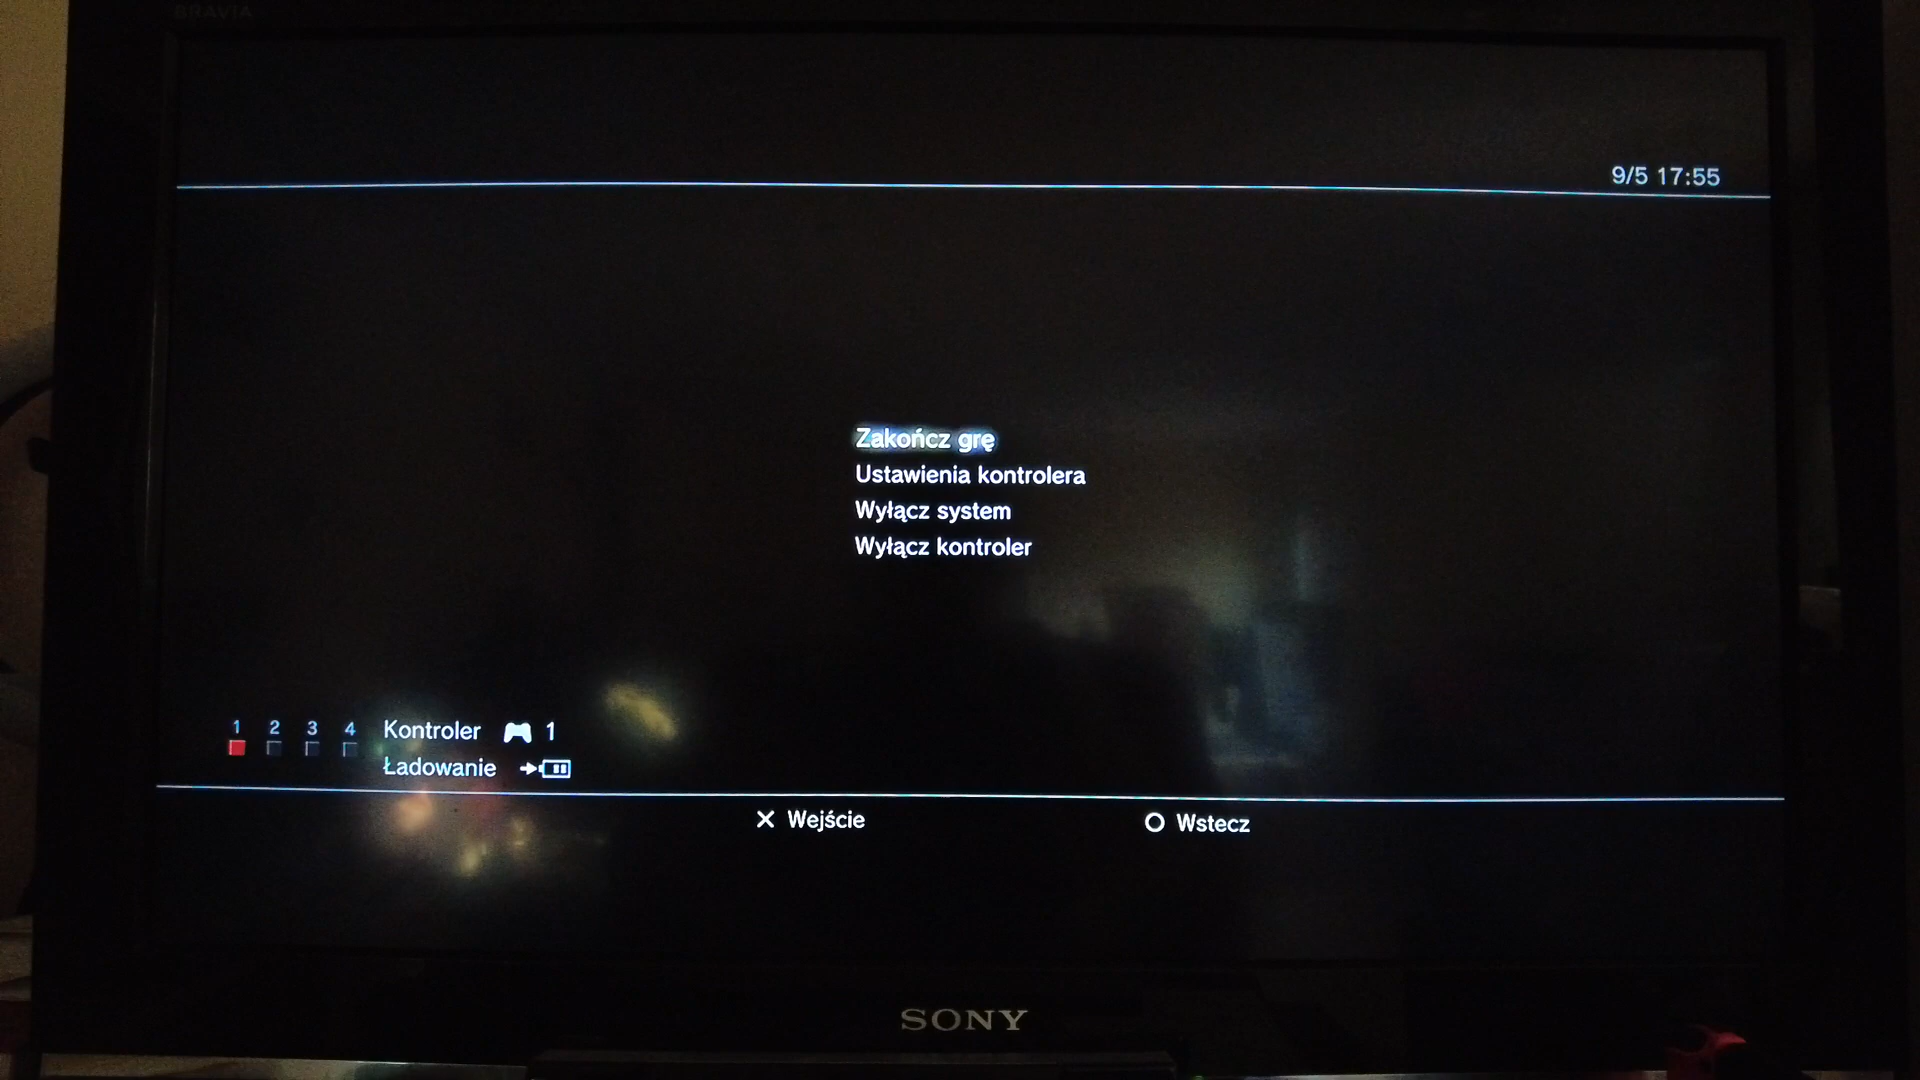 BRAVIA
9/5 17:55
Zakończ grę
Ustawienia kontrolera
Wyłącz system
Wyłącz kontroler
1 2 3 4 Kontroler 1
Ładowanie
X Wejście O Wstecz
SONY